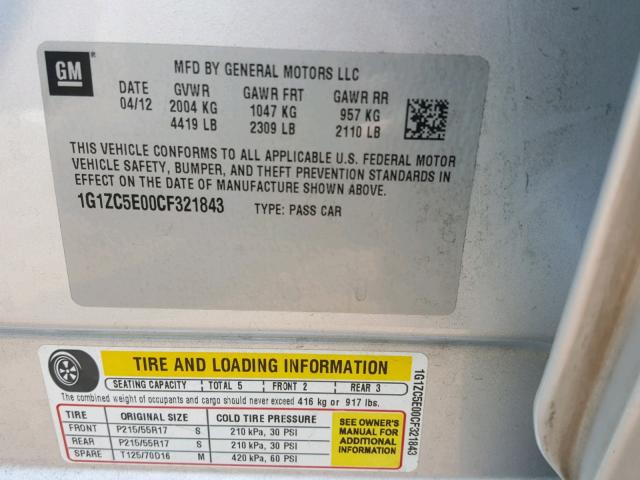 GM
MFD BY GENERAL MOTORS LLC
DATE GVWR GAWR FRT GAWR RR
04/12 2004 KG 1047 KG 957 KG
4419 LB 2309 LB 2110 LB
THIS VEHICLE CONFORMS TO ALL APPLICABLE U.S. FEDERAL MOTOR
VEHICLE SAFETY, BUMPER, AND THEFT PREVENTION STANDARDS IN
EFFECT ON THE DATE OF MANUFACTURE SHOWN ABOVE.
1G1ZC5E00CF321843 TYPE: PASS CAR
TIRE AND LOADING INFORMATION
SEATING CAPACITY TOTAL 5 FRONT 2 REAR 3
The combined weight of occupants and cargo should never exceed 416 kg or 917 lbs.
TIRE ORIGINAL SIZE COLD TIRE PRESSURE
FRONT P215/55R17 S 210 kPa, 30 PSI
REAR P215/55R17 S 210 kPa, 30 PSI
SPARE T125/70D16 M 420 kPa, 60 PSI
SEE OWNER'S
MANUAL FOR
ADDITIONAL
INFORMATION
1G1ZC5E00CF321843